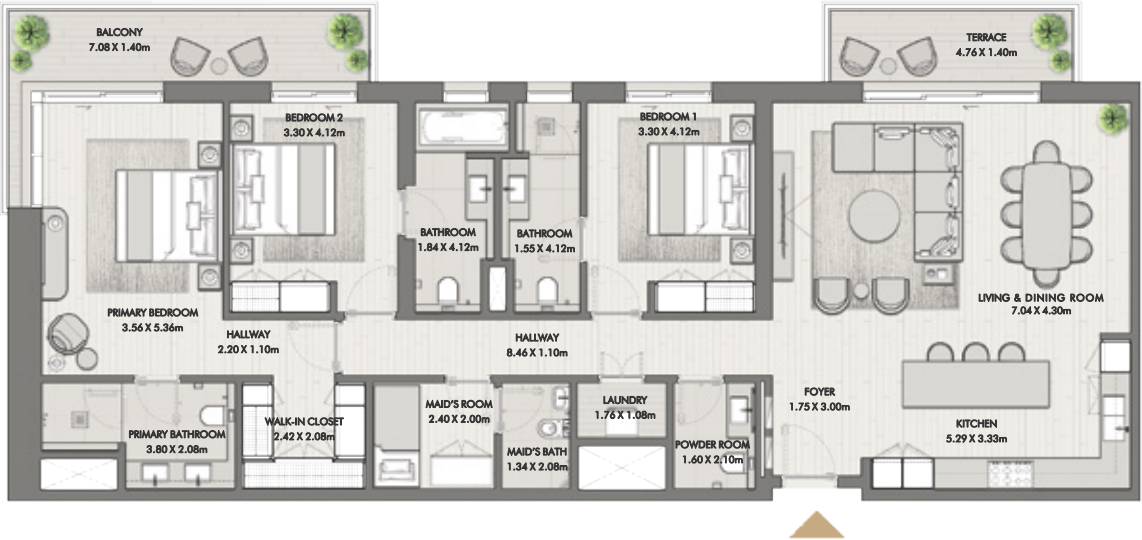 BALCONY
7.08 X 1.40m
TERRACE
4.76 X 1.40m
BEDROOM 2
3.30 X 4.12m
BEDROOM 1
3.30 X 4.12m
BATHROOM
1.84 X 4.12m
BATHROOM
1.55 X 4.12m
PRIMARY BEDROOM
3.56 X 5.36m
LIVING & DINING ROOM
7.04 X 4.30m
HALLWAY
2.20 X 1.10m
HALLWAY
8.46 X 1.10m
FOYER
1.75 X 3.00m
MAID'S ROOM
2.40 X 2.00m
LAUNDRY
1.76 X 1.08m
WALK-IN CLOSET
2.42 X 2.08m
KITCHEN
5.29 X 3.33m
PRIMARY BATHROOM
3.80 X 2.08m
MAID'S BATH
1.34 X 2.08m
POWDER ROOM
1.60 X 2.10m